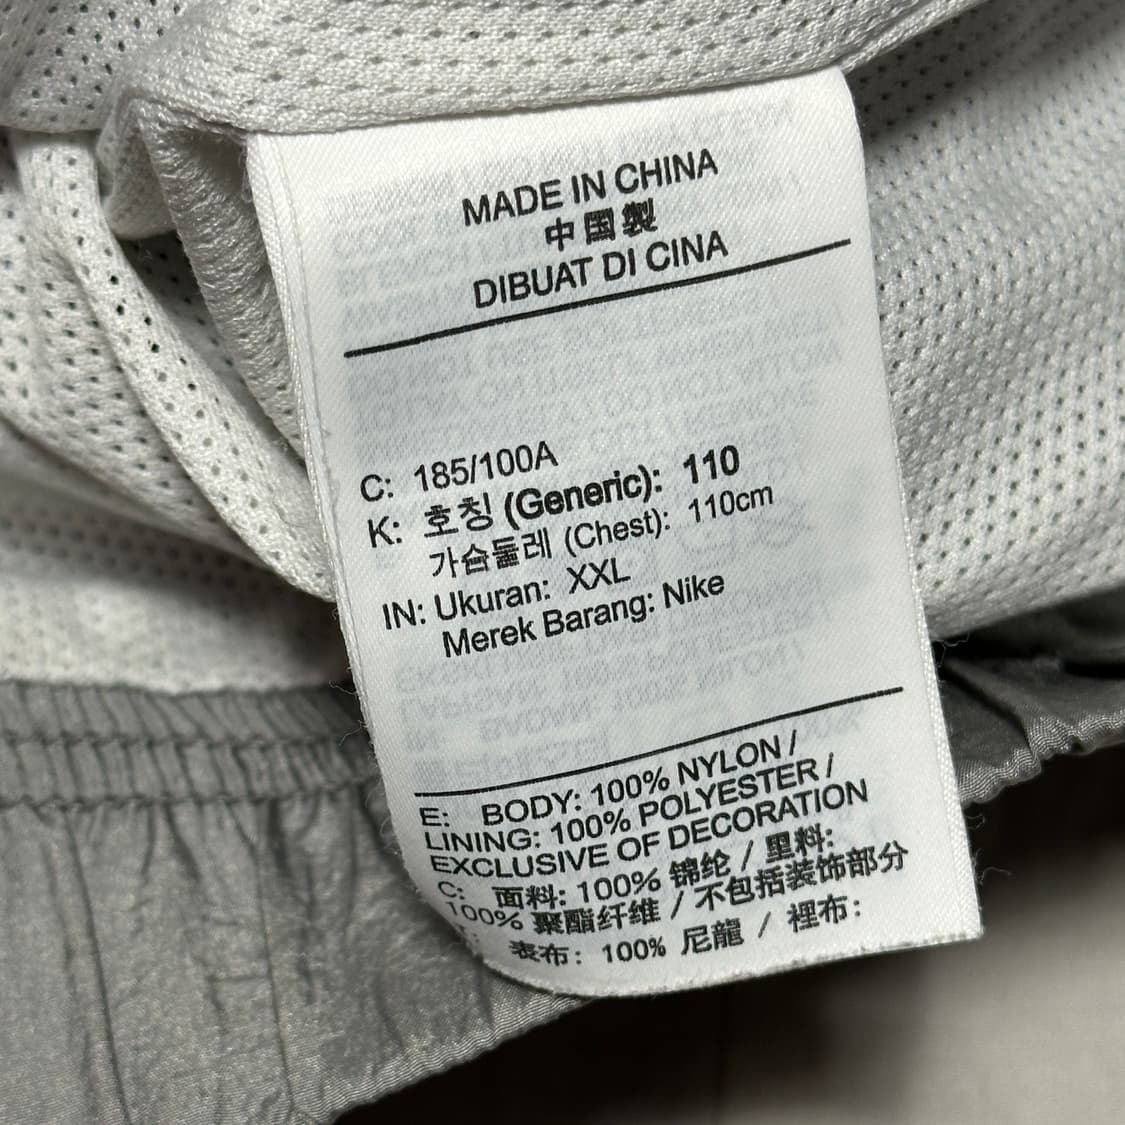 MADE IN CHINA
中国製
DIBUAT DI CINA
C: 185/100A
K: 호칭 (Generic): 110
가슴둘레 (Chest): 110cm
IN: Ukuran: XXL
Merek Barang: Nike
E: BODY: 100% NYLON /
LINING: 100% POLYESTER /
EXCLUSIVE OF DECORATION
C: 面料: 100% 锦纶 / 里料:
100% 聚酯纤维 / 不包括装饰部分
表布: 100% 尼龍 / 裡布: